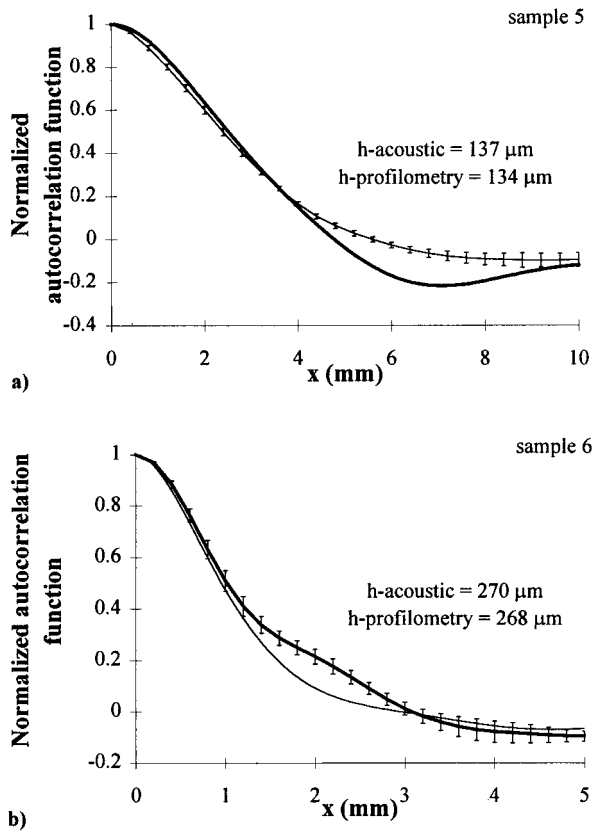 sample 5
Normalized
autocorrelation function
1
0.8
0.6
0.4
0.2
0
-0.2
-0.4
h-acoustic = 137 μm
h-profilometry = 134 μm
0 2 4 6 8 10
x (mm)
a)
sample 6
Normalized autocorrelation
function
1
0.8
0.6
0.4
0.2
0
-0.2
h-acoustic = 270 μm
h-profilometry = 268 μm
0 1 2 3 4 5
x (mm)
b)